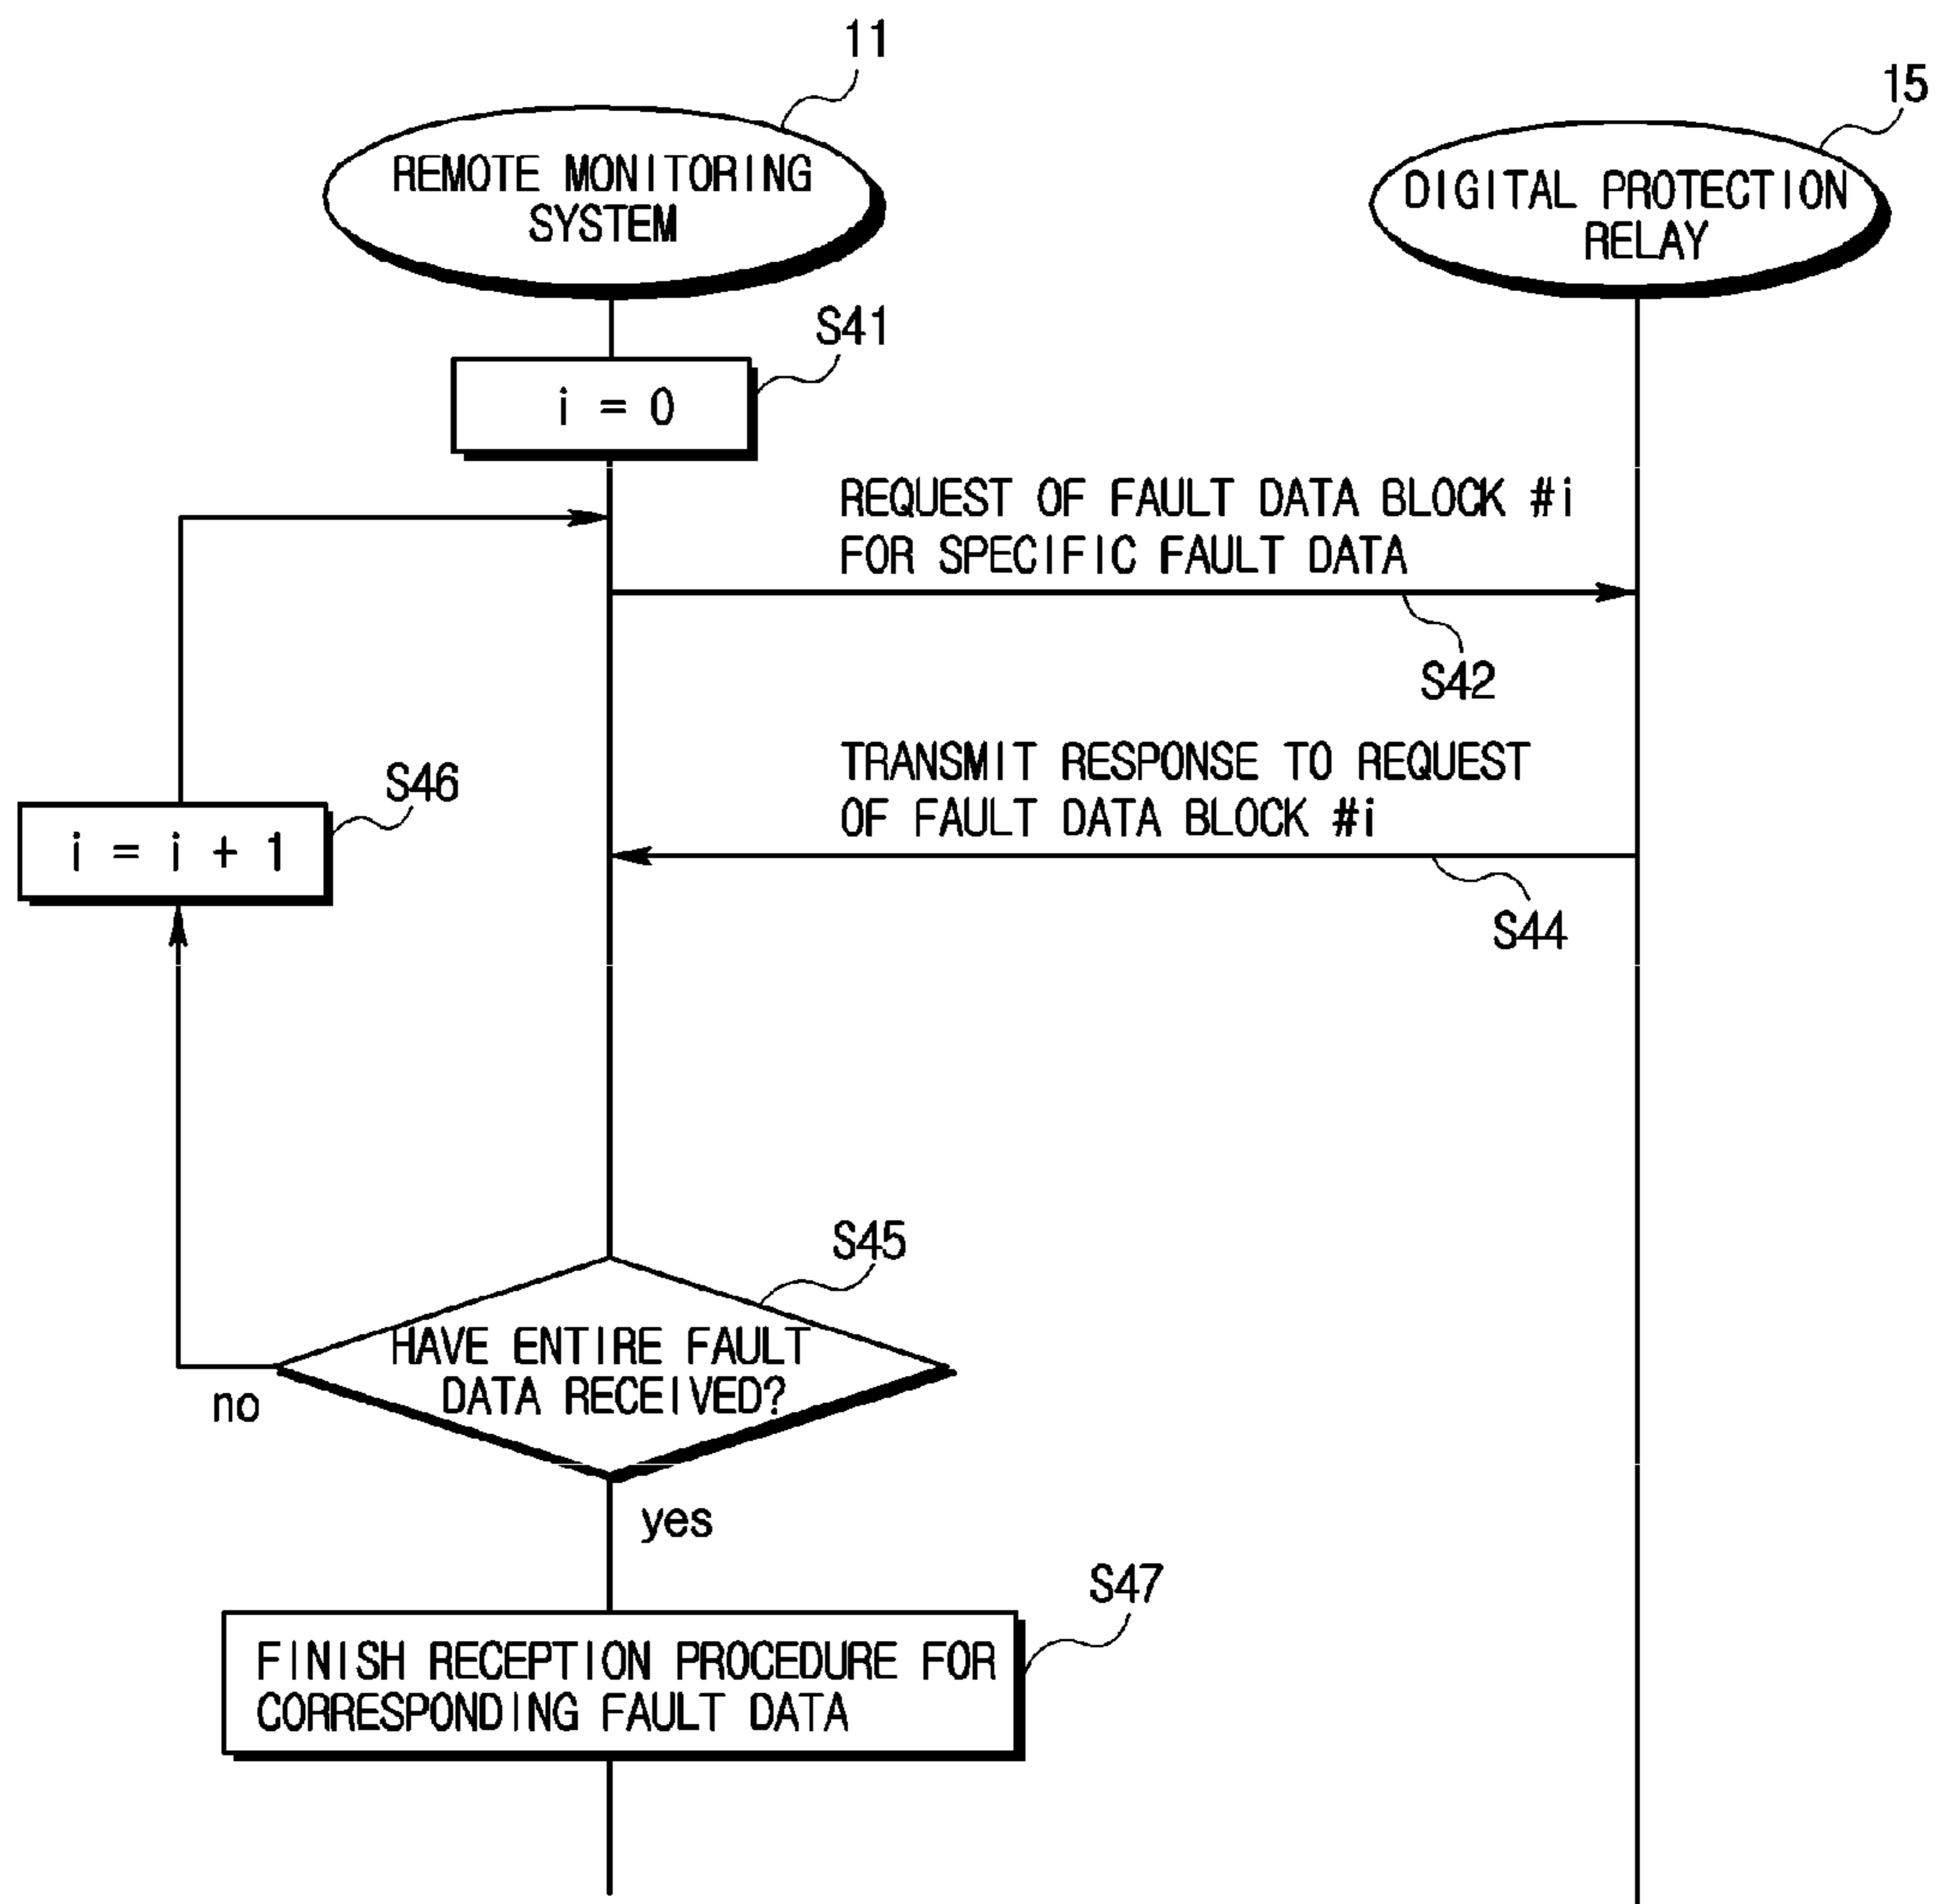 11
15
REMOTE MONITORING
SYSTEM
DIGITAL PROTECTION
RELAY
S41
i = 0
REQUEST OF FAULT DATA BLOCK #i
FOR SPECIFIC FAULT DATA
S42
TRANSMIT RESPONSE TO REQUEST
OF FAULT DATA BLOCK #i
S46
i = i + 1
S44
S45
HAVE ENTIRE FAULT
DATA RECEIVED?
no
yes
S47
FINISH RECEPTION PROCEDURE FOR
CORRESPONDING FAULT DATA